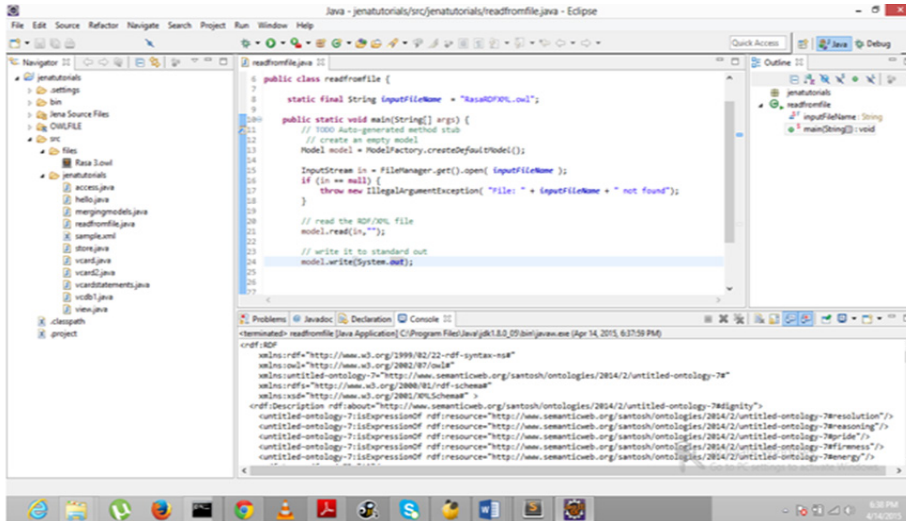 Java - jenatutorials/src/jenatutorials/readfromfile.java - Eclipse
File Edit Source Refactor Navigate Search Project Run Window Help
Quick Access
Java
Debug
Navigator
jenatutorials
.settings
bin
Jena Source Files
OWLFILE
src
files
Rasa 3.owl
jenatutorials
access.java
hello.java
mergingmodels.java
readfromfile.java
sample.xml
store.java
vcard.java
vcard2.java
vcardstatements.java
vcdb1.java
view.java
.classpath
.project
readfromfile.java
6 public class readfromfile {
7
8 static final String inputFileName = "RasaRDFXML.owl";
9
10 public static void main(String[] args) {
11 // TODO Auto-generated method stub
12 // create an empty model
13 Model model = ModelFactory.createDefaultModel();
14
15 InputStream in = FileManager.get().open( inputFileName );
16 if (in == null) {
17 throw new IllegalArgumentException( "File: " + inputFileName + " not found");
18 }
19
20 // read the RDF/XML file
21 model.read(in,"");
22
23 // write it to standard out
24 model.write(System.out);
25
26
27
Outline
jenatutorials
readfromfile
inputFileName : String
main(String[]) : void
Problems Javadoc Declaration Console
<terminated> readfromfile [Java Application] C:\Program Files\Java\jdk1.8.0_05\bin\javaw.exe (Apr 14, 2015, 6:37:59 PM)
<rdf:RDF
xmlns:rdf="http://www.w3.org/1999/02/22-rdf-syntax-ns#"
xmlns:owl="http://www.w3.org/2002/07/owl#"
xmlns:untitled-ontology-7="http://www.semanticweb.org/santosh/ontologies/2014/2/untitled-ontology-7#"
xmlns:rdfs="http://www.w3.org/2000/01/rdf-schema#"
xmlns:xsd="http://www.w3.org/2001/XMLSchema#" >
<rdf:Description rdf:about="http://www.semanticweb.org/santosh/ontologies/2014/2/untitled-ontology-7#dignity">
<untitled-ontology-7:isExpressionOf rdf:resource="http://www.semanticweb.org/santosh/ontologies/2014/2/untitled-ontology-7#resolution"/>
<untitled-ontology-7:isExpressionOf rdf:resource="http://www.semanticweb.org/santosh/ontologies/2014/2/untitled-ontology-7#reasoning"/>
<untitled-ontology-7:isExpressionOf rdf:resource="http://www.semanticweb.org/santosh/ontologies/2014/2/untitled-ontology-7#pride"/>
<untitled-ontology-7:isExpressionOf rdf:resource="http://www.semanticweb.org/santosh/ontologies/2014/2/untitled-ontology-7#firmness"/>
<untitled-ontology-7:isExpressionOf rdf:resource="http://www.semanticweb.org/santosh/ontologies/2014/2/untitled-ontology-7#energy"/>
Go to PC settings to activate Windows.
6:38 PM
4/14/2015